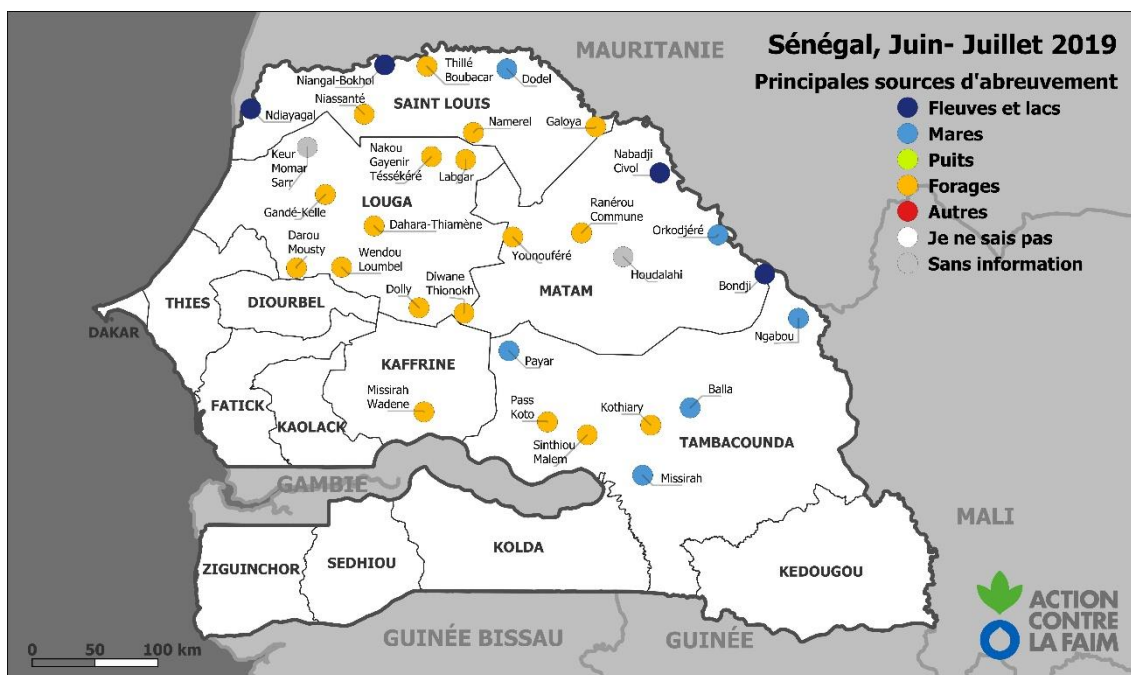 MAURITANIE
Sénégal, Juin- Juillet 2019
Principales sources d'abreuvement
Fleuves et lacs
Mares
Puits
Forages
Autres
Je ne sais pas
Sans information
Niangal-Bokhol
Thillé
Boubacar
Dodel
Niassanté
SAINT LOUIS
Ndiayagal
Namerel
Galoya
Keur
Momar
Sarr
Nakou
Gayenir
Téssékéré
Labgar
Nabadji
Civol
LOUGA
Gandé-Kelle
Ranérou
Commune
Dahara-Thiamène
Orkodjéré
Darou
Mousty
Wendou
Loumbel
Younouféré
Houdalahi
Diwane
Thionokh
Bondji
Dolly
MATAM
THIES
DIOURBEL
DAKAR
Ngabou
KAFFRINE
Payar
Missirah
Wadene
FATICK
KAOLACK
Pass
Koto
Kothiary
Balla
Sinthiou
Malem
TAMBACOUNDA
GAMBIE
Missirah
MALI
ZIGUINCHOR
SEDHIOU
KOLDA
KEDOUGOU
GUINÉE BISSAU
GUINÉE
0 50 100 km
ACTION
CONTRE
LA FAIM